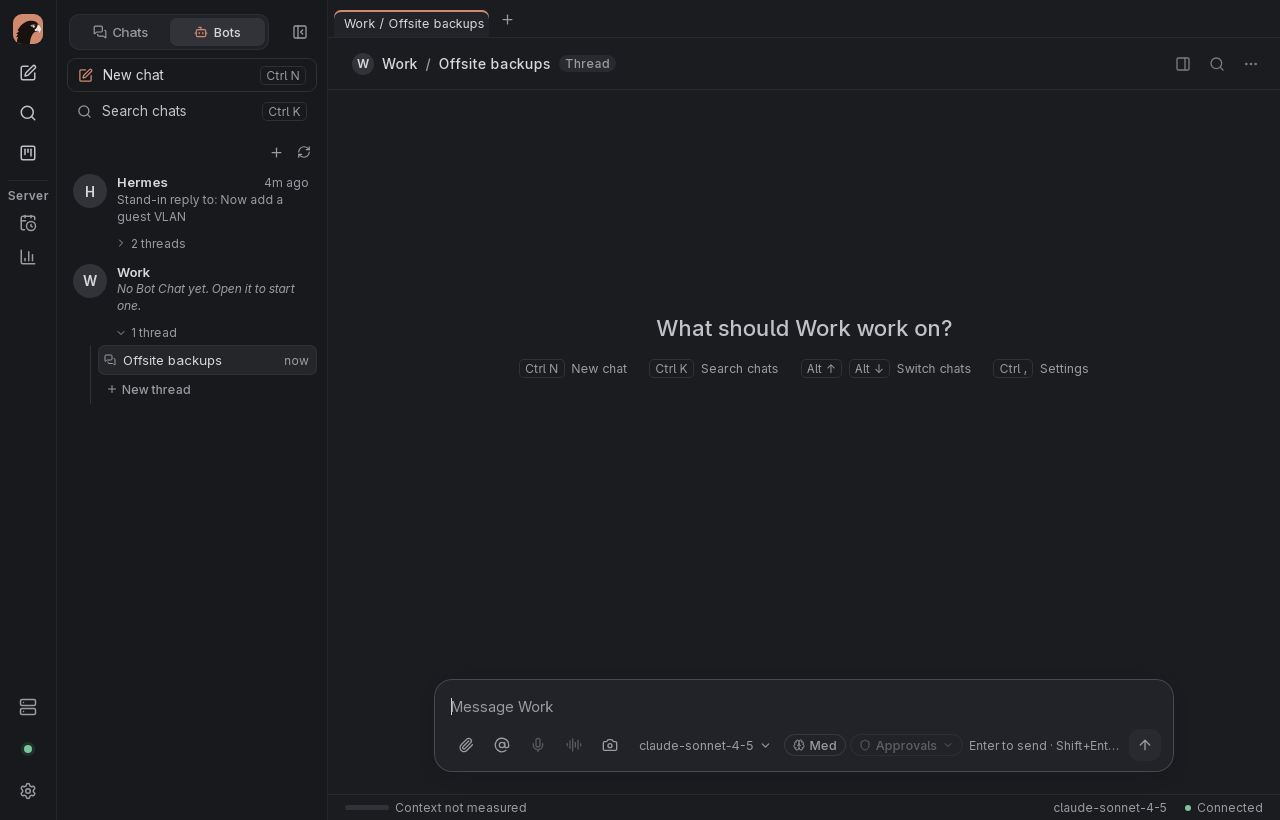 Chats
Bots
New chat
Ctrl N
Search chats
Ctrl K
Server
H
Hermes
4m ago
Stand-in reply to: Now add a
guest VLAN
2 threads
W
Work
No Bot Chat yet. Open it to start
one.
1 thread
Offsite backups
now
New thread
Work / Offsite backups
W
Work / Offsite backups
Thread
What should Work work on?
Ctrl N New chat Ctrl K Search chats Alt ↑ Alt ↓ Switch chats Ctrl , Settings
Message Work
claude-sonnet-4-5
Med
Approvals
Enter to send · Shift+Ent…
Context not measured
claude-sonnet-4-5
Connected